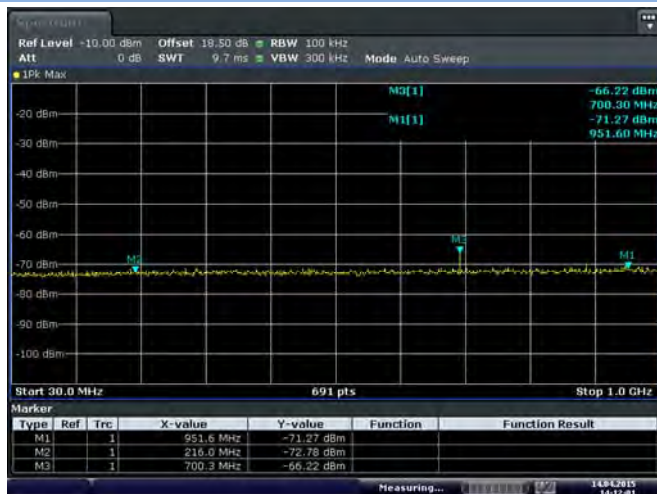 Spectrum
Ref Level -10.00 dBm Offset 18.50 dB RBW 100 kHz
Att 0 dB SWT 9.7 ms VBW 300 kHz Mode Auto Sweep
1Pk Max
M3[1] -66.22 dBm
700.30 MHz
M1[1] -71.27 dBm
951.60 MHz
-20 dBm
-30 dBm
-40 dBm
-50 dBm
-60 dBm
M3
M2
M1
-70 dBm
-80 dBm
-90 dBm
-100 dBm
Start 30.0 MHz 691 pts Stop 1.0 GHz
Marker
Type Ref Trc X-value Y-value Function Function Result
M1 1 951.6 MHz -71.27 dBm
M2 1 216.0 MHz -72.78 dBm
M3 1 700.3 MHz -66.22 dBm
Measuring... 14.04.2015
14:12:01